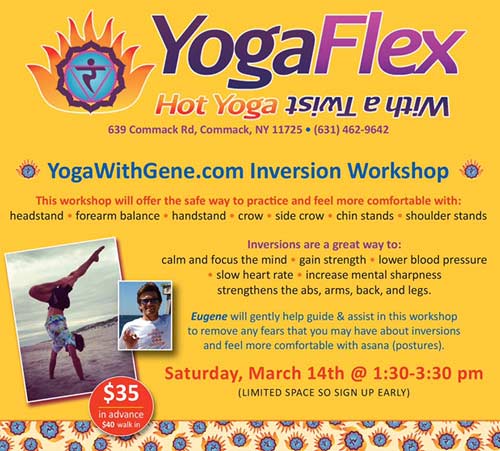 YogaFlex
Hot Yoga With a Twist
639 Commack Rd, Commack, NY 11725 • (631) 462-9642
YogaWithGene.com Inversion Workshop
This workshop will offer the safe way to practice and feel more comfortable with:
headstand • forearm balance • handstand • crow • side crow • chin stands • shoulder stands
Inversions are a great way to:
calm and focus the mind • gain strength • lower blood pressure
• slow heart rate • increase mental sharpness
strengthens the abs, arms, back, and legs.
Eugene will gently help guide & assist in this workshop
to remove any fears that you may have about inversions
and feel more comfortable with asana (postures).
Saturday, March 14th @ 1:30-3:30 pm
(LIMITED SPACE SO SIGN UP EARLY)
$35
in advance
$40 walk in